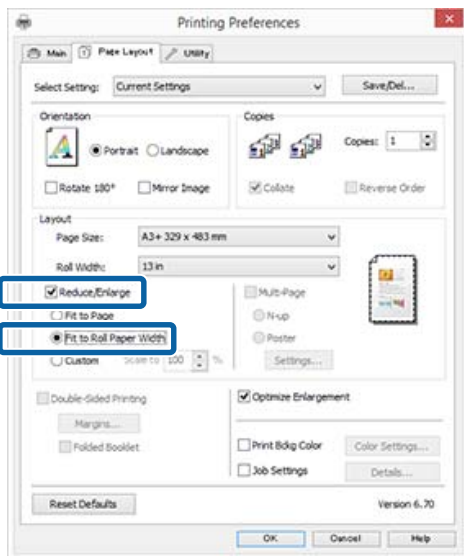 Printing Preferences
Main Page Layout Utility
Select Setting: Current Settings Save/Del...
Orientation Copies
Portrait Landscape Copies: 1
Rotate 180° Mirror Image Collate Reverse Order
Layout
Page Size: A3+ 329 x 483 mm
Roll Width: 13 in
Reduce/Enlarge Multi-Page
Fit to Page N-up
Fit to Roll Paper Width Poster
Custom Scale to 100 % Settings...
Double-Sided Printing Optimize Enlargement
Margins...
Folded Booklet Print Bckg Color Color Settings...
Job Settings Details...
Reset Defaults Version 6.70
OK Cancel Help